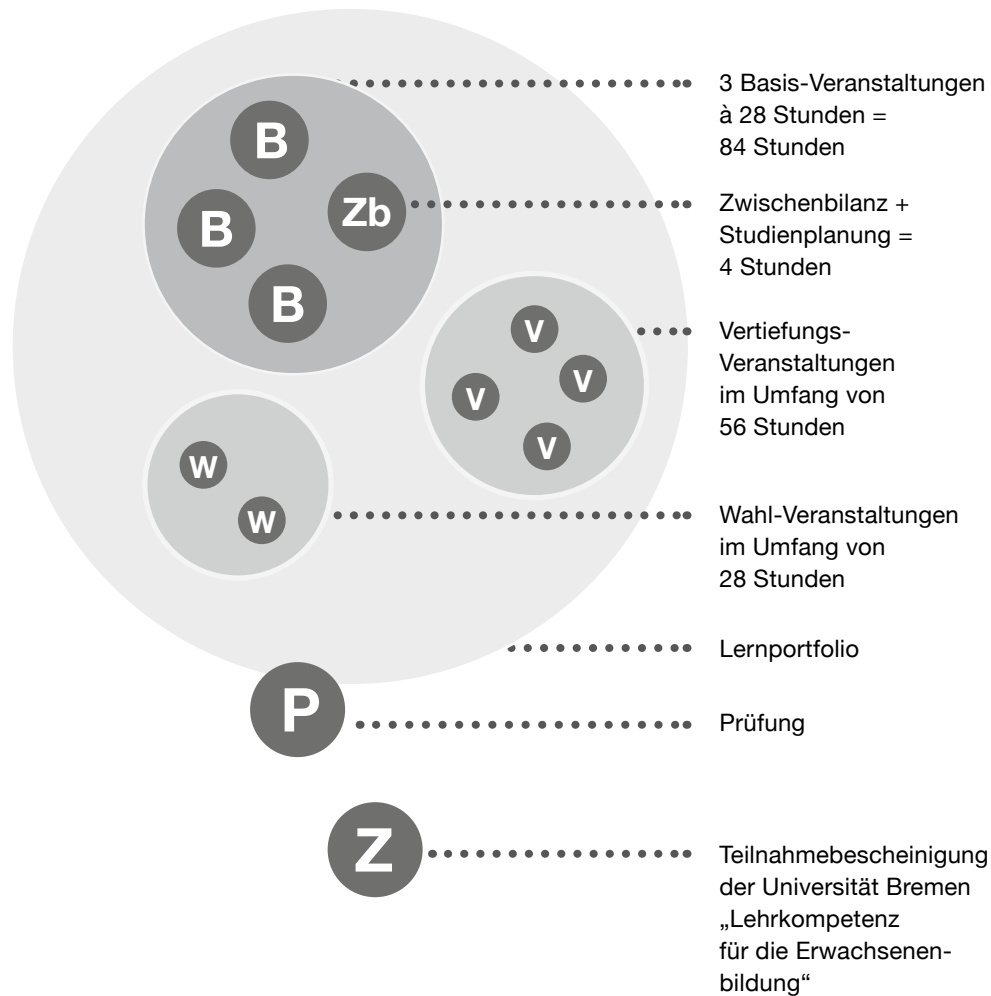 B
B
Zb
B
V
V
V
V
W
W
P
Z
3 Basis-Veranstaltungen
à 28 Stunden =
84 Stunden
Zwischenbilanz +
Studienplanung =
4 Stunden
Vertiefungs-
Veranstaltungen
im Umfang von
56 Stunden
Wahl-Veranstaltungen
im Umfang von
28 Stunden
Lernportfolio
Prüfung
Teilnahmebescheinigung
der Universität Bremen
„Lehrkompetenz
für die Erwachsenen-
bildung“